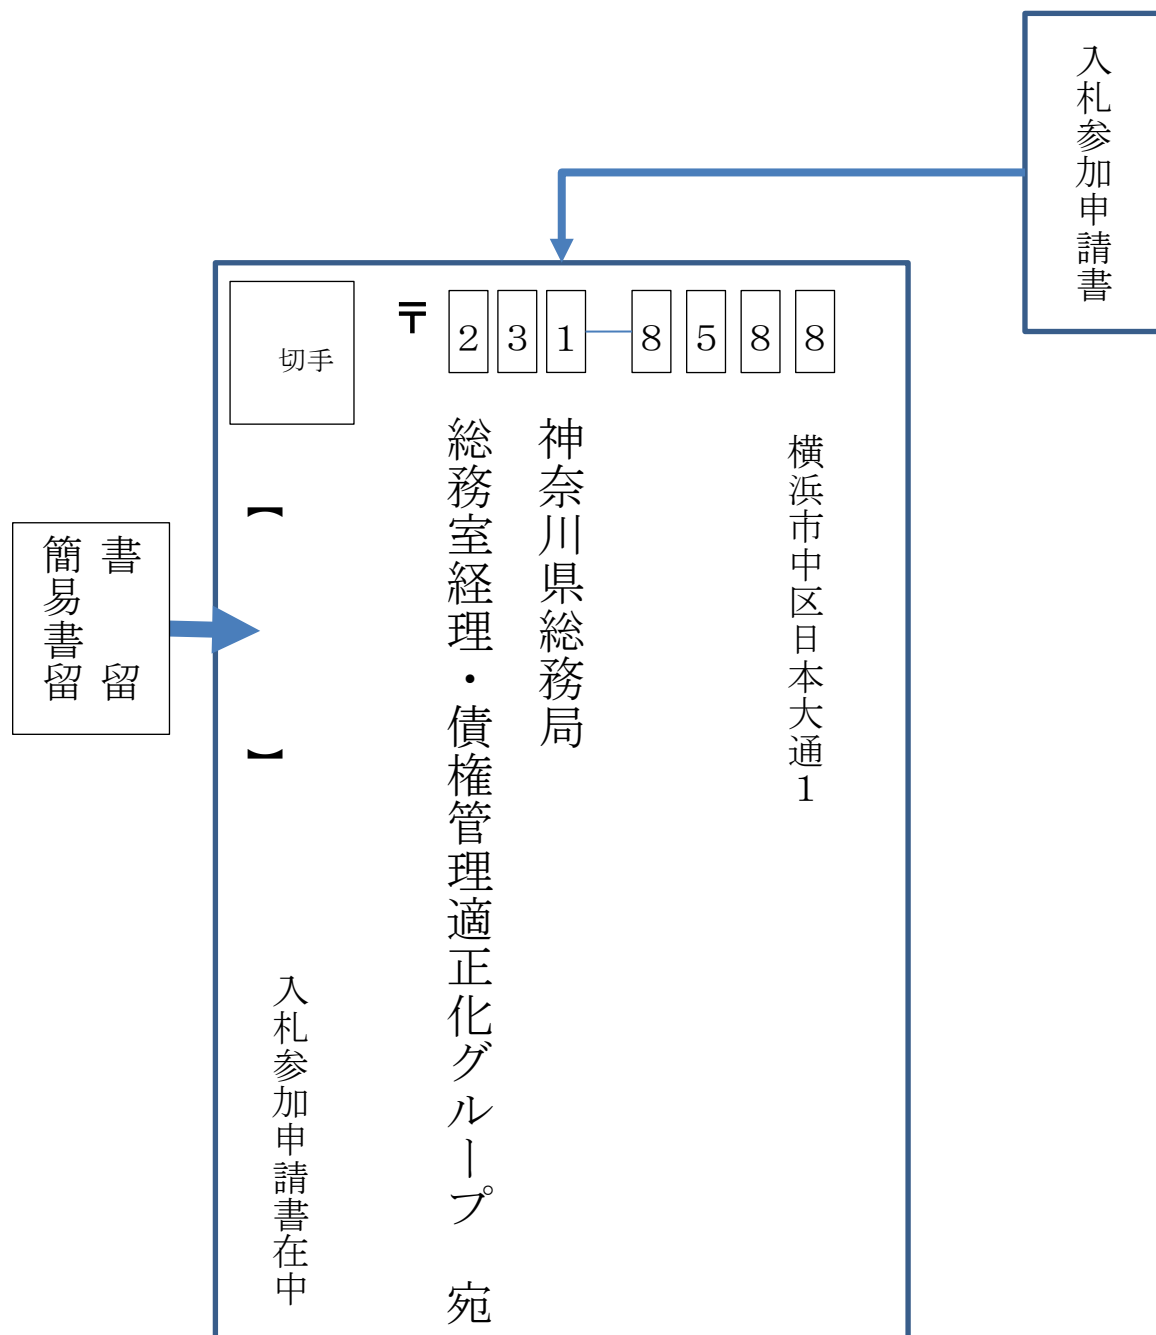 入札参加申請書
〒231-8588
横浜市中区日本大通1
神奈川県総務局
総務室経理・債権管理適正化グループ　宛
切手
【　　　】
入札参加申請書在中
書　留
簡易書留